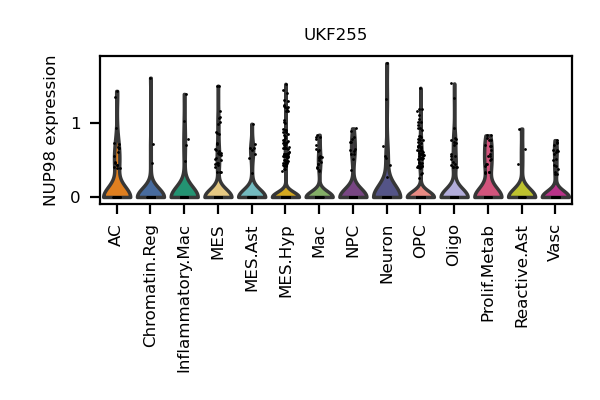 UKF255
NUP98 expression
1
0
AC
Chromatin.Reg
Inflammatory.Mac
MES
MES.Ast
MES.Hyp
Mac
NPC
Neuron
OPC
Oligo
Prolif.Metab
Reactive.Ast
Vasc